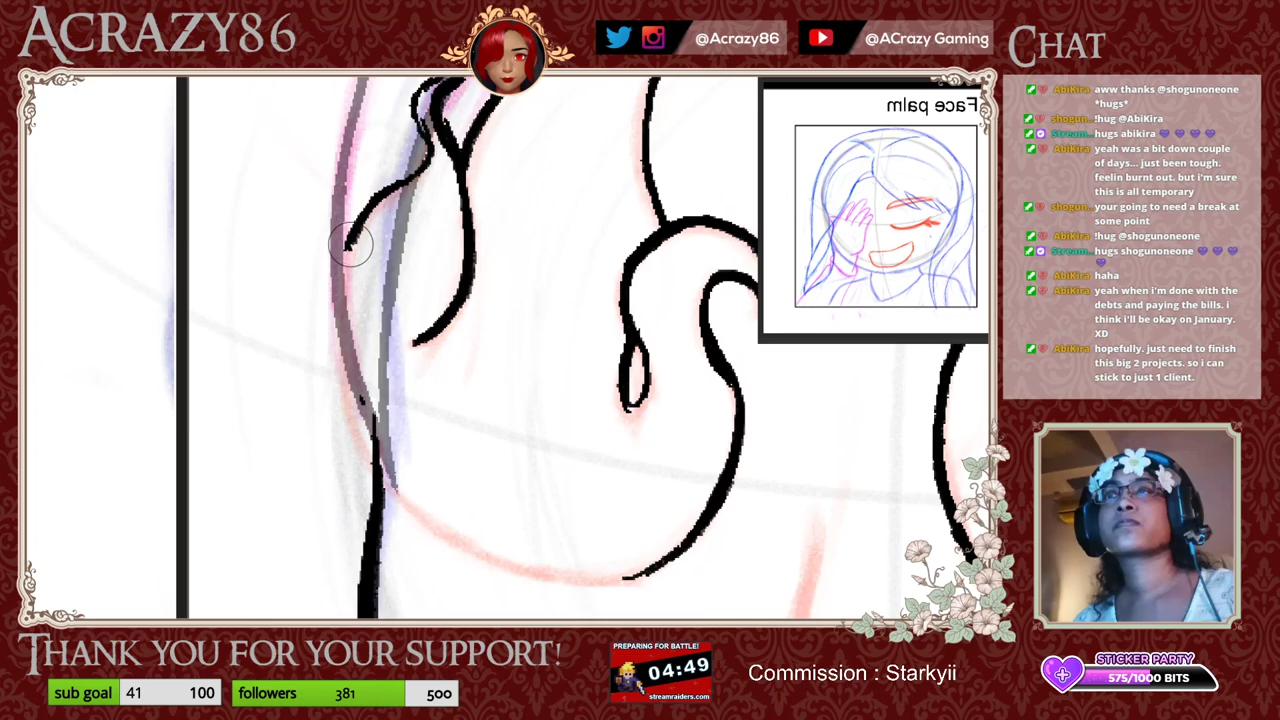 ACRAZY86
@Acrazy86
@ACrazy Gaming
CHAT
Face palm
AbiKira aww thanks @shogunoneone
*hugs*
shogun.. !hug @AbiKira
Stream.. hugs abikira 💜 💜 💜 💜
AbiKira yeah was a bit down couple
of days... just been tough.
feelin burnt out. but i'm sure
this is all temporary
shogun.. your going to need a break at
some point
AbiKira !hug @shogunoneone
Stream.. hugs shogunoneone 💜 💜 💜
💜
AbiKira haha
AbiKira yeah when i'm done with the
debts and paying the bills. i
think i'll be okay on January.
XD
AbiKira hopefully. just need to finish
this big 2 projects. so i can
stick to just 1 client.
THANK YOU FOR YOUR SUPPORT!
sub goal 41 100
followers 381 500
PREPARING FOR BATTLE!
04:49
streamraiders.com
Commission : Starkyii
STICKER PARTY
575/1000 BITS